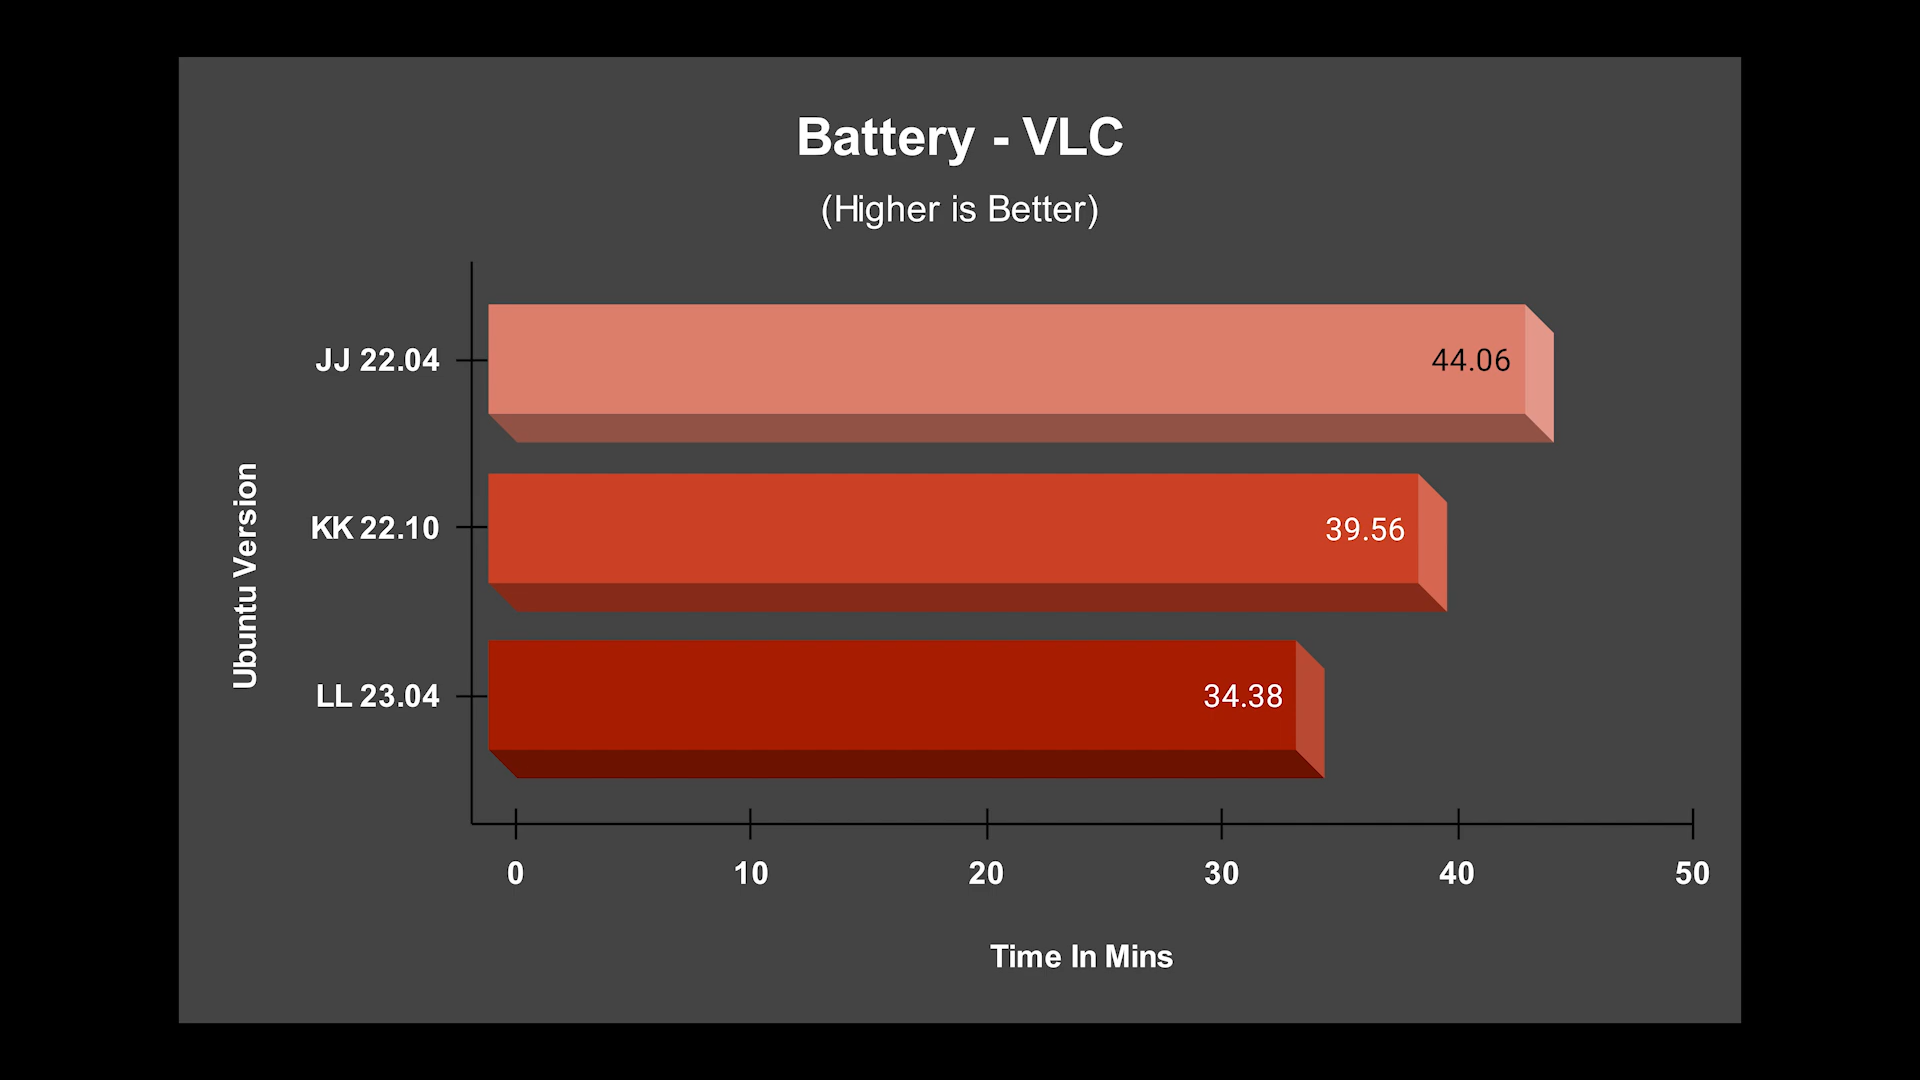 Battery - VLC
(Higher is Better)
Ubuntu Version
JJ 22.04
44.06
KK 22.10
39.56
LL 23.04
34.38
0 10 20 30 40 50
Time In Mins